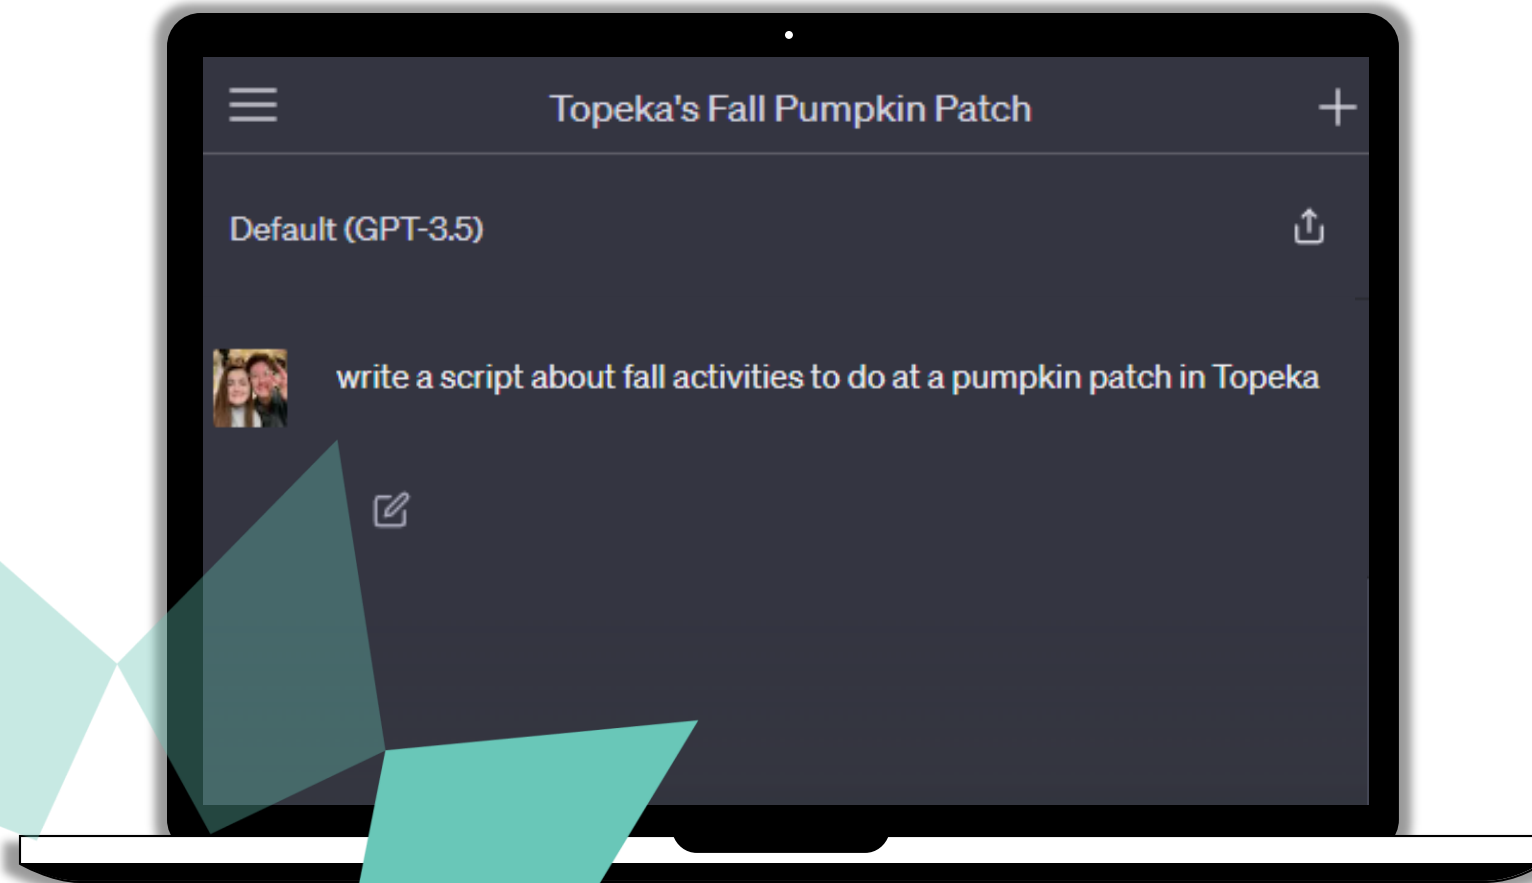 Topeka's Fall Pumpkin Patch
Default (GPT-3.5)
write a script about fall activities to do at a pumpkin patch in Topeka